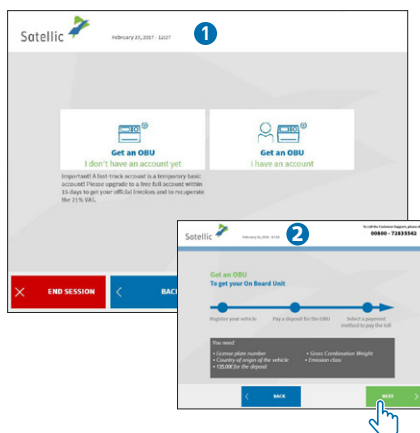 Satellic
February 23, 2017 - 12:27
1
Get an OBU
I don't have an account yet
Get an OBU
I have an account
Important! A fast-track account is a temporary basic
account! Please upgrade to a free full account within
15 days to get your official invoices and to recuperate
the 21% VAT.
END SESSION
BACK
Satellic
2
00800 - 72835542
Get an OBU
To get your On Board Unit
Register your vehicle
Pay a deposit for the OBU
Select a payment
method to pay the toll
You need
• License plate number
• Country of origin of the vehicle
• 135,00€ for the deposit
• Gross Combination Weight
• Emission class
BACK
NEXT